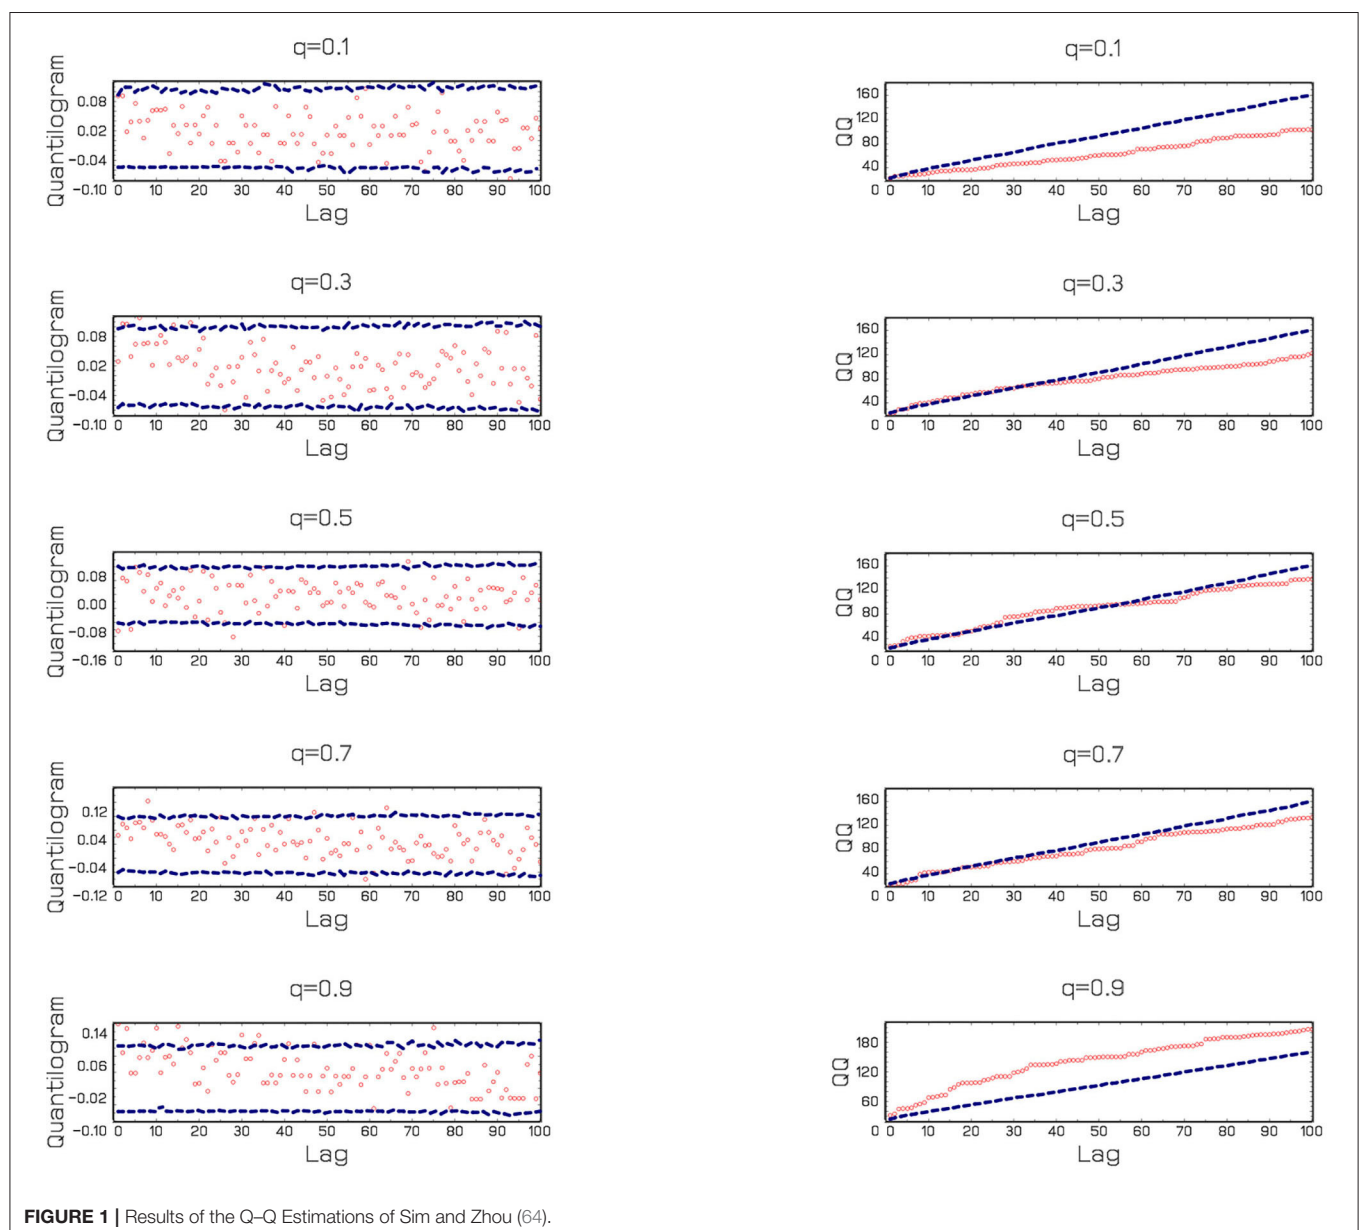 q=0.1
Quantilogram
0.08
0.02
−0.04
−0.10
0 10 20 30 40 50 60 70 80 90 100
Lag
q=0.1
QQ
160
120
80
40
0 0 10 20 30 40 50 60 70 80 90 100
Lag
q=0.3
Quantilogram
0.08
0.02
−0.04
−0.10
0 10 20 30 40 50 60 70 80 90 100
Lag
q=0.3
QQ
160
120
80
40
0 0 10 20 30 40 50 60 70 80 90 100
Lag
q=0.5
Quantilogram
0.08
0.00
−0.08
−0.16
0 10 20 30 40 50 60 70 80 90 100
Lag
q=0.5
QQ
160
120
80
40
0 0 10 20 30 40 50 60 70 80 90 100
Lag
q=0.7
Quantilogram
0.12
0.04
−0.04
−0.12
0 10 20 30 40 50 60 70 80 90 100
Lag
q=0.7
QQ
160
120
80
40
0 0 10 20 30 40 50 60 70 80 90 100
Lag
q=0.9
Quantilogram
0.14
0.06
−0.02
−0.10
0 10 20 30 40 50 60 70 80 90 100
Lag
q=0.9
QQ
180
120
60
0 0 10 20 30 40 50 60 70 80 90 100
Lag
FIGURE 1 | Results of the Q–Q Estimations of Sim and Zhou (64).